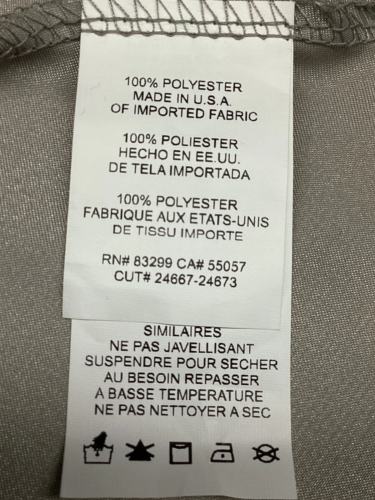 100% POLYESTER
MADE IN U.S.A.
OF IMPORTED FABRIC
100% POLIESTER
HECHO EN EE.UU.
DE TELA IMPORTADA
100% POLYESTER
FABRIQUE AUX ETATS-UNIS
DE TISSU IMPORTE
RN# 83299 CA# 55057
CUT# 24667-24673
SIMILAIRES
NE PAS JAVELLISANT
SUSPENDRE POUR SECHER
AU BESOIN REPASSER
A BASSE TEMPERATURE
NE PAS NETTOYER A SEC